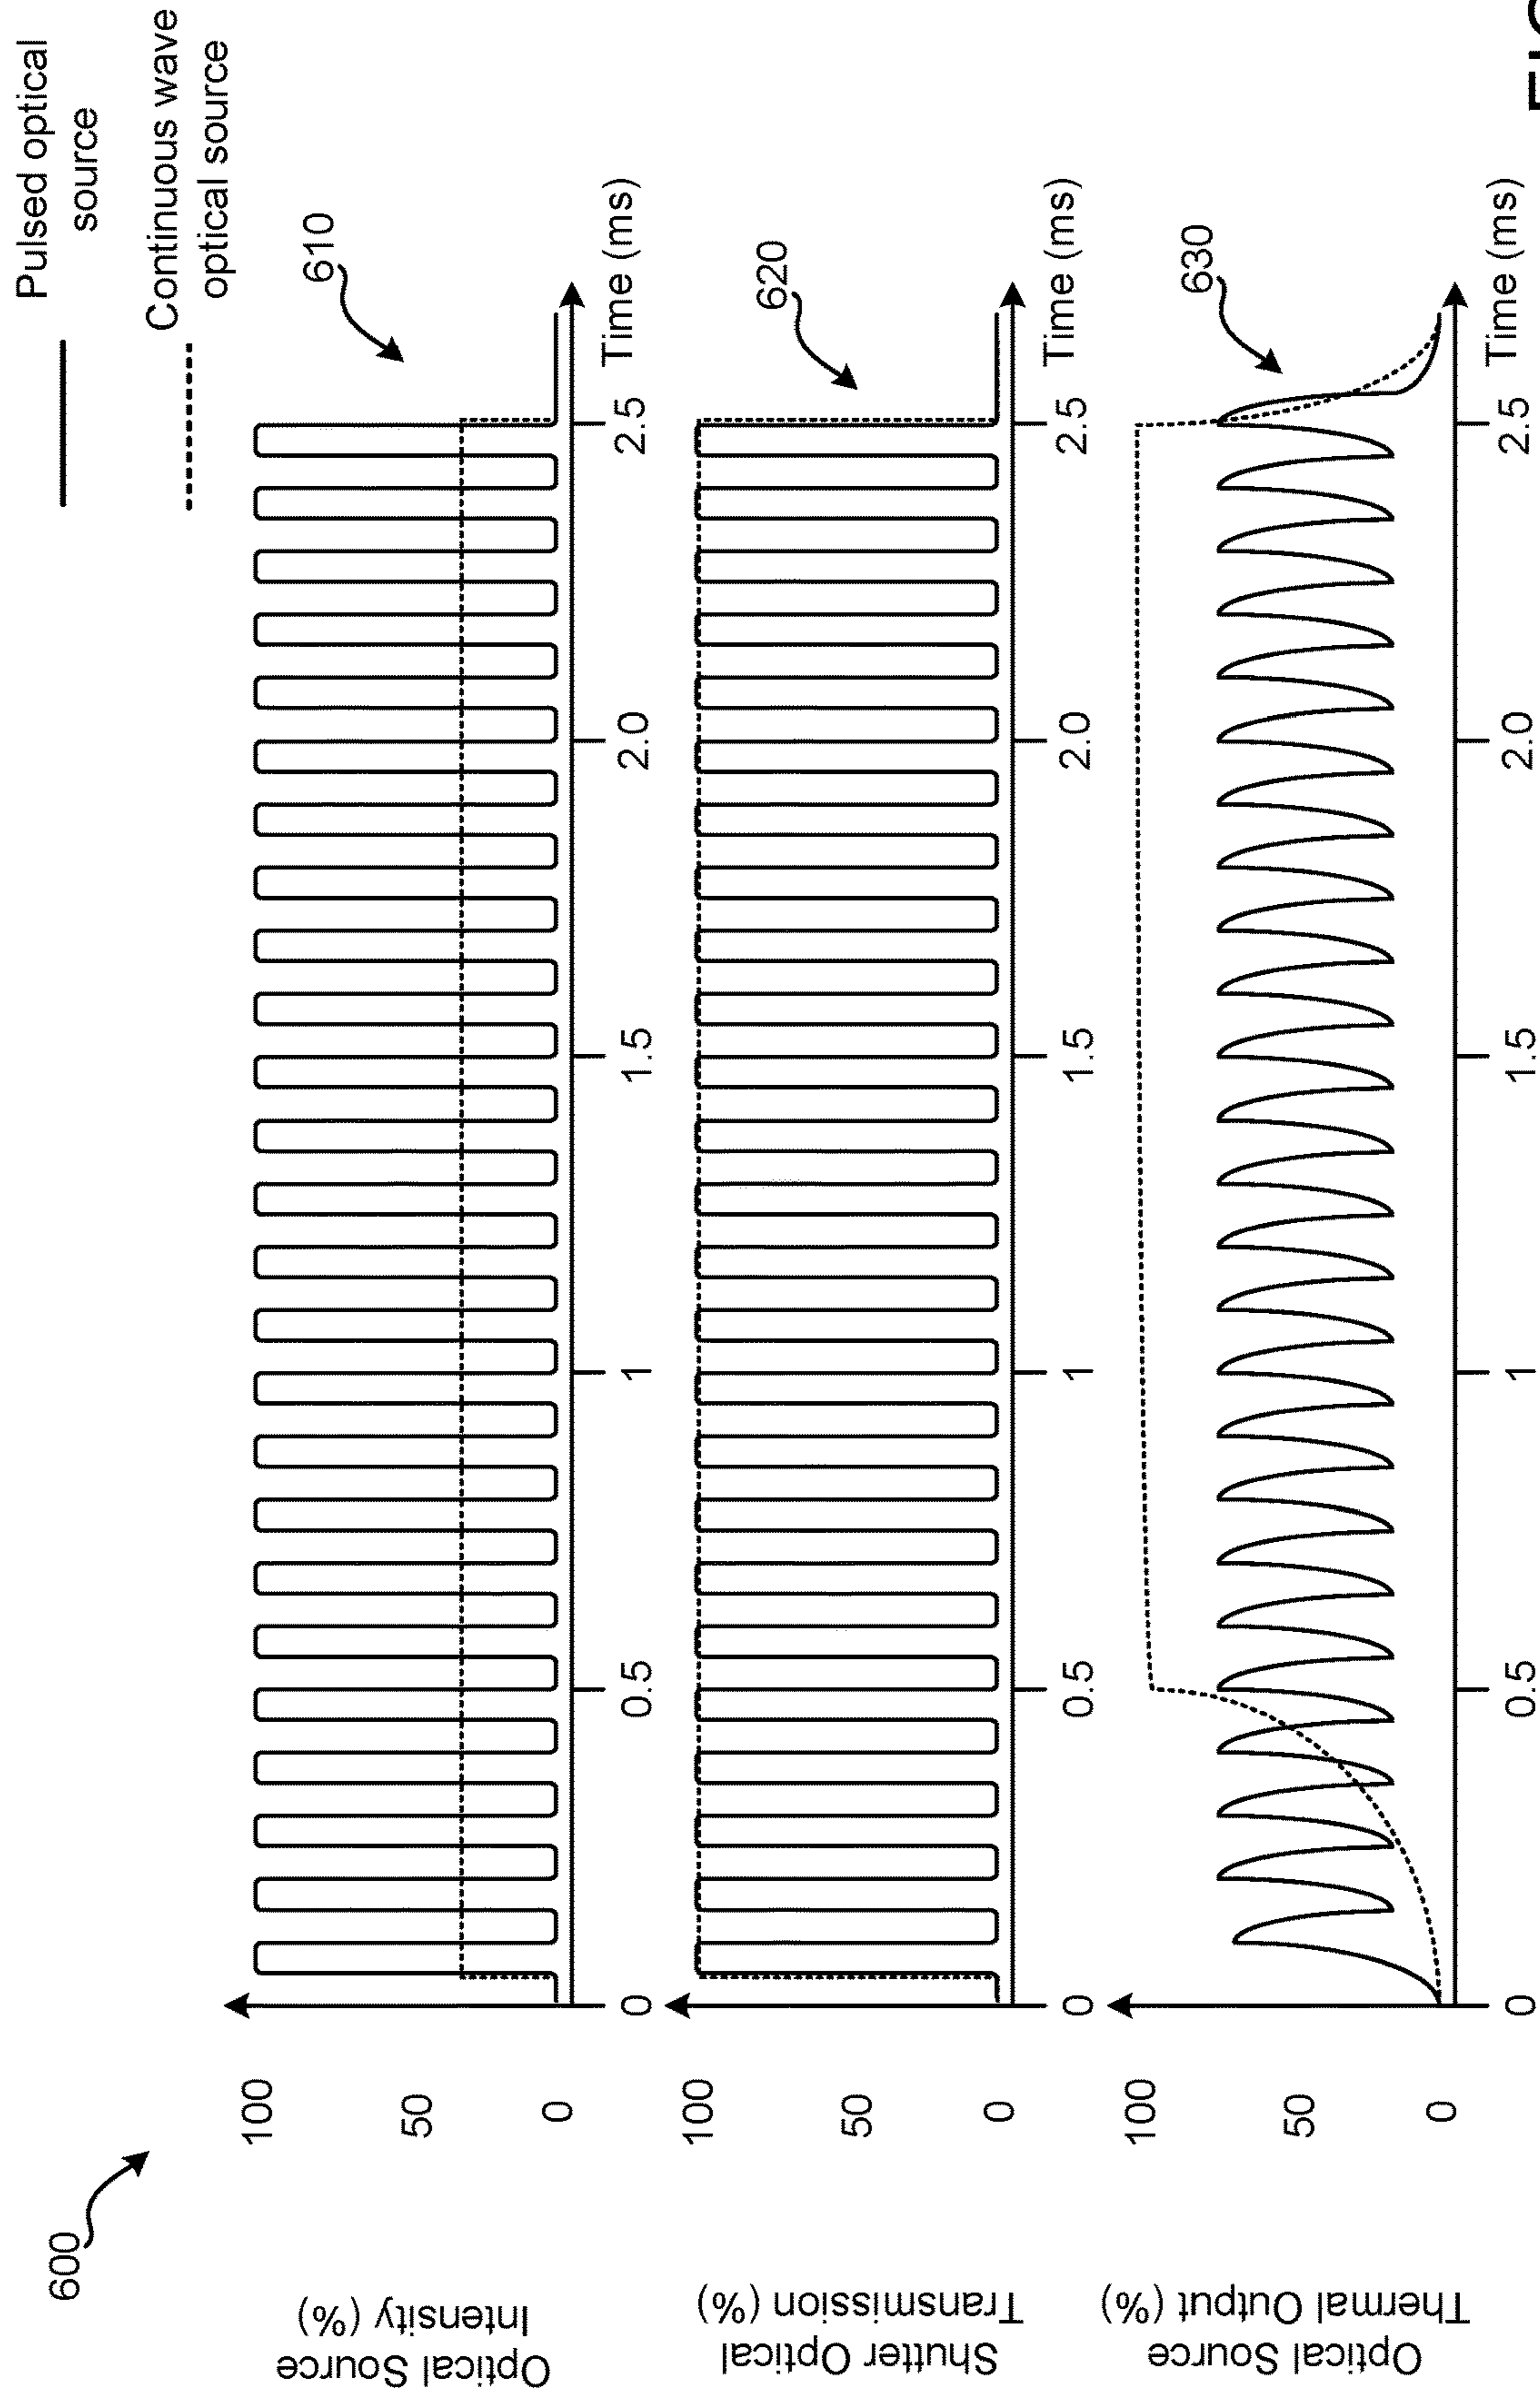 600
Pulsed optical
source
Continuous wave
optical source
610
Optical Source
Intensity (%)
100
50
0
0
0.5
1
1.5
2.0
2.5
Time (ms)
620
Shutter Optical
Transmission (%)
100
50
0
0
0.5
1
1.5
2.0
2.5
Time (ms)
630
Optical Source
Thermal Output (%)
100
50
0
0
0.5
1
1.5
2.0
2.5
Time (ms)